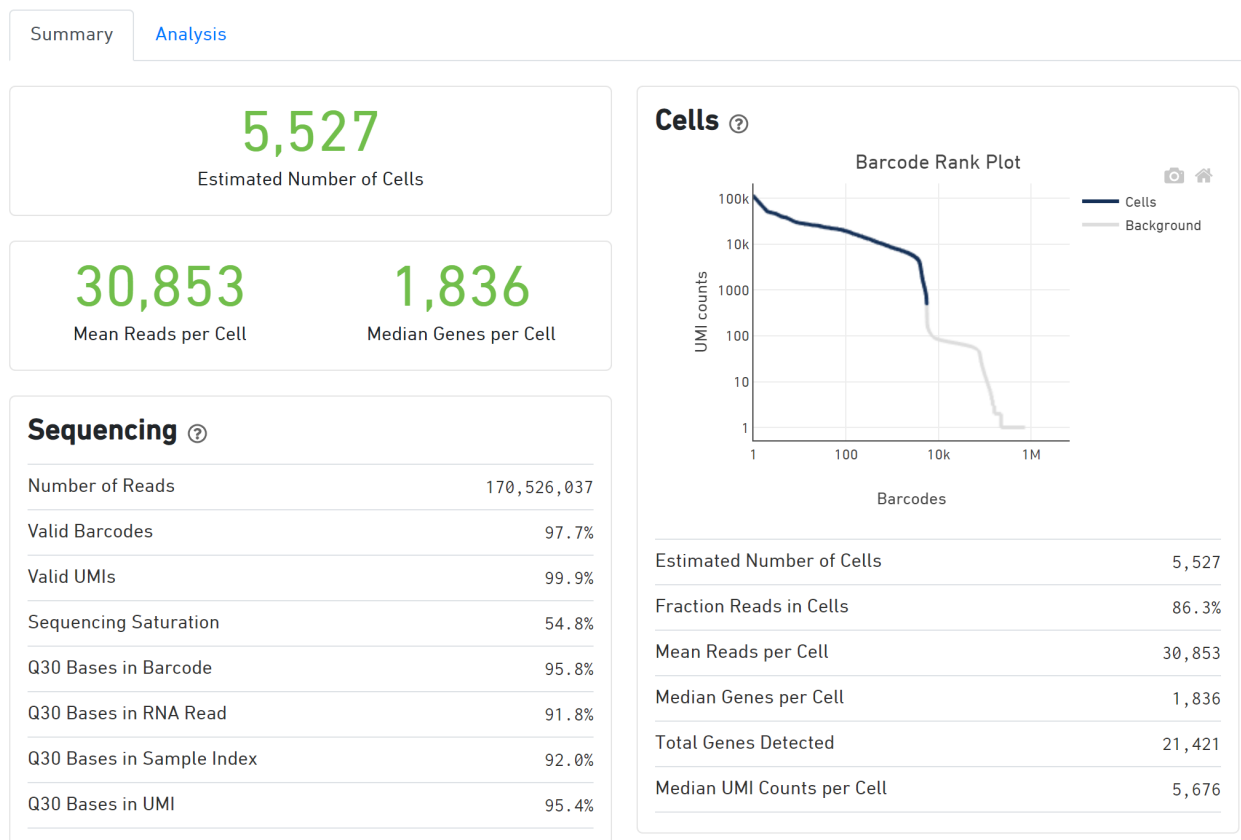 Summary
Analysis
5,527
Estimated Number of Cells
30,853
Mean Reads per Cell
1,836
Median Genes per Cell
Sequencing ?
Number of Reads 170,526,037
Valid Barcodes 97.7%
Valid UMIs 99.9%
Sequencing Saturation 54.8%
Q30 Bases in Barcode 95.8%
Q30 Bases in RNA Read 91.8%
Q30 Bases in Sample Index 92.0%
Q30 Bases in UMI 95.4%
Cells ?
Barcode Rank Plot
Cells
Background
UMI counts
100k
10k
1000
100
10
1
1 100 10k 1M
Barcodes
Estimated Number of Cells 5,527
Fraction Reads in Cells 86.3%
Mean Reads per Cell 30,853
Median Genes per Cell 1,836
Total Genes Detected 21,421
Median UMI Counts per Cell 5,676